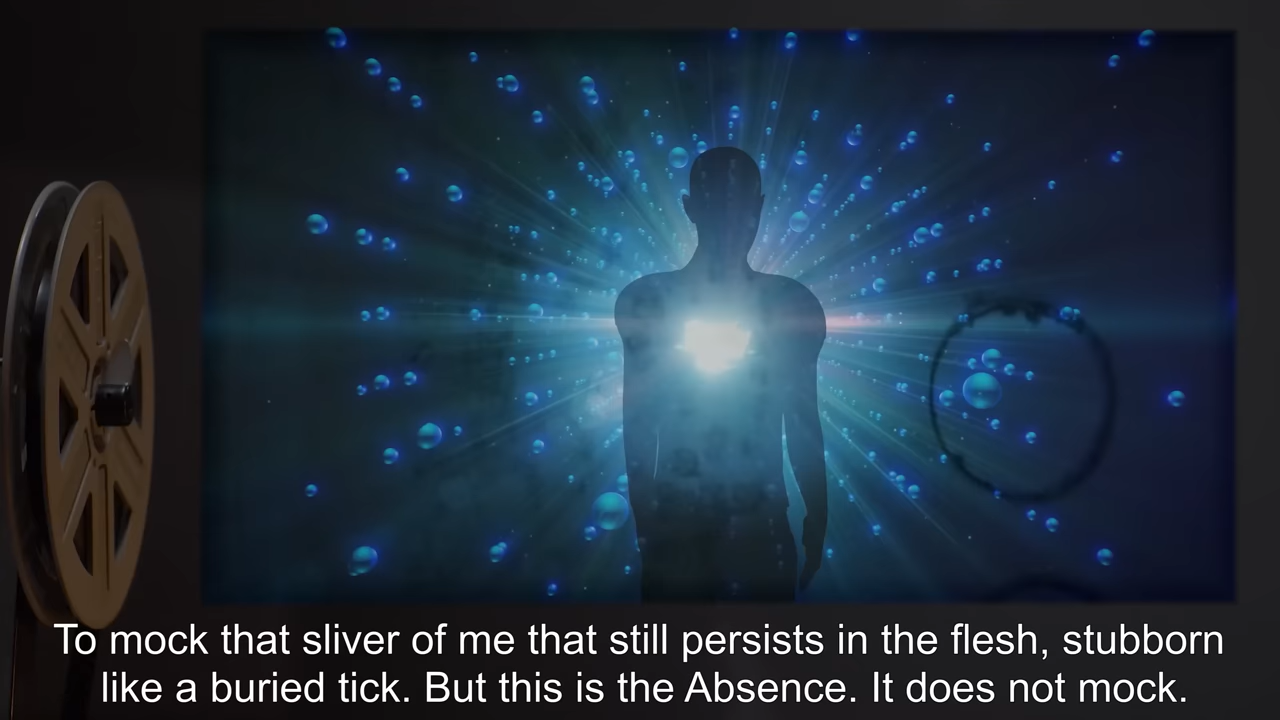 To mock that sliver of me that still persists in the flesh, stubborn
like a buried tick. But this is the Absence. It does not mock.